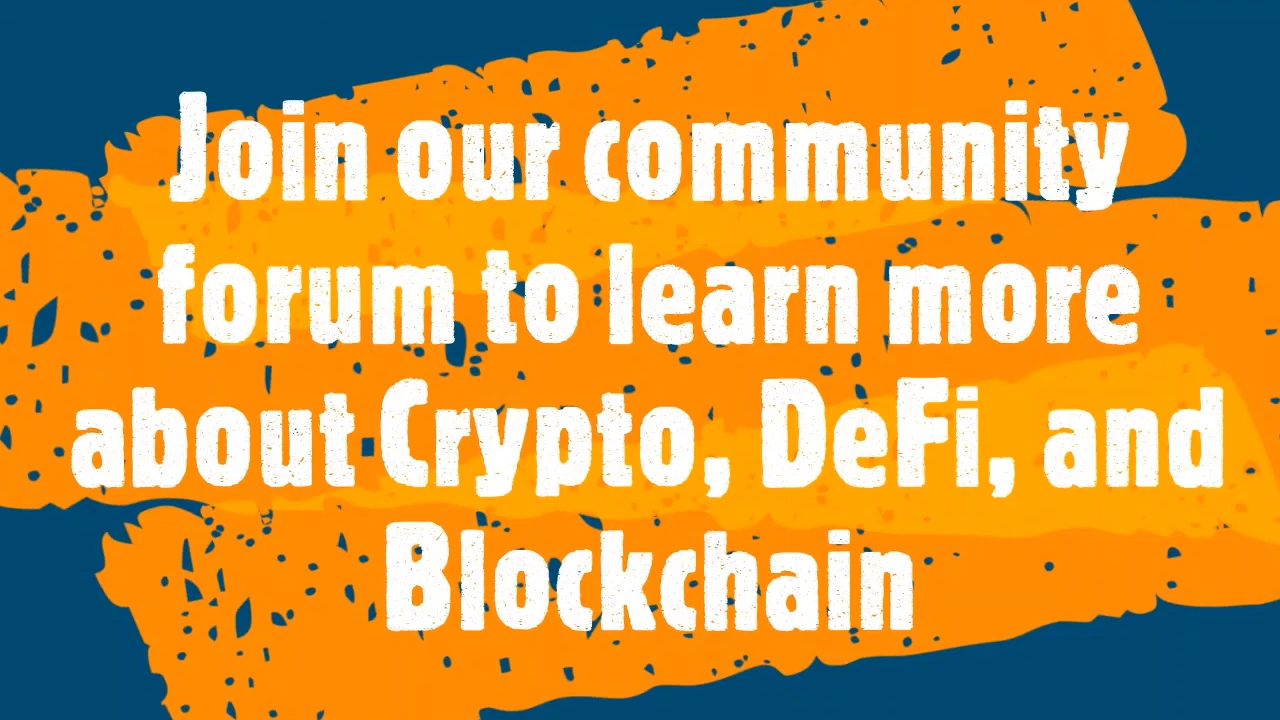 Join our community
forum to learn more
about Crypto, DeFi, and
Blockchain